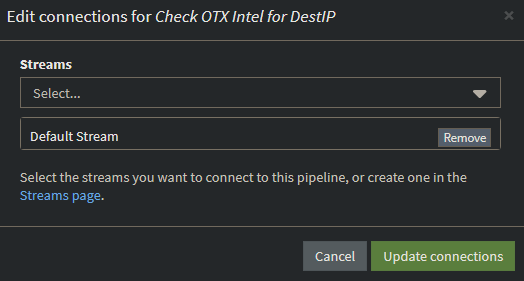 Edit connections for Check OTX Intel for DestIP ×
Streams
Select...
Default Stream Remove
Select the streams you want to connect to this pipeline, or create one in the
Streams page.
Cancel Update connections